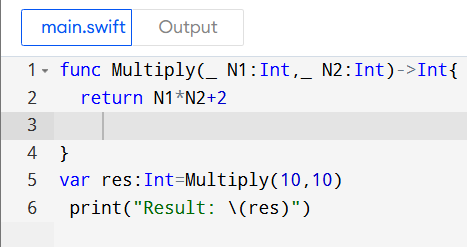 main.swift Output
1 func Multiply(_ N1:Int,_ N2:Int)->Int{
2 return N1*N2+2
3
4 }
5 var res:Int=Multiply(10,10)
6 print("Result: \(res)")